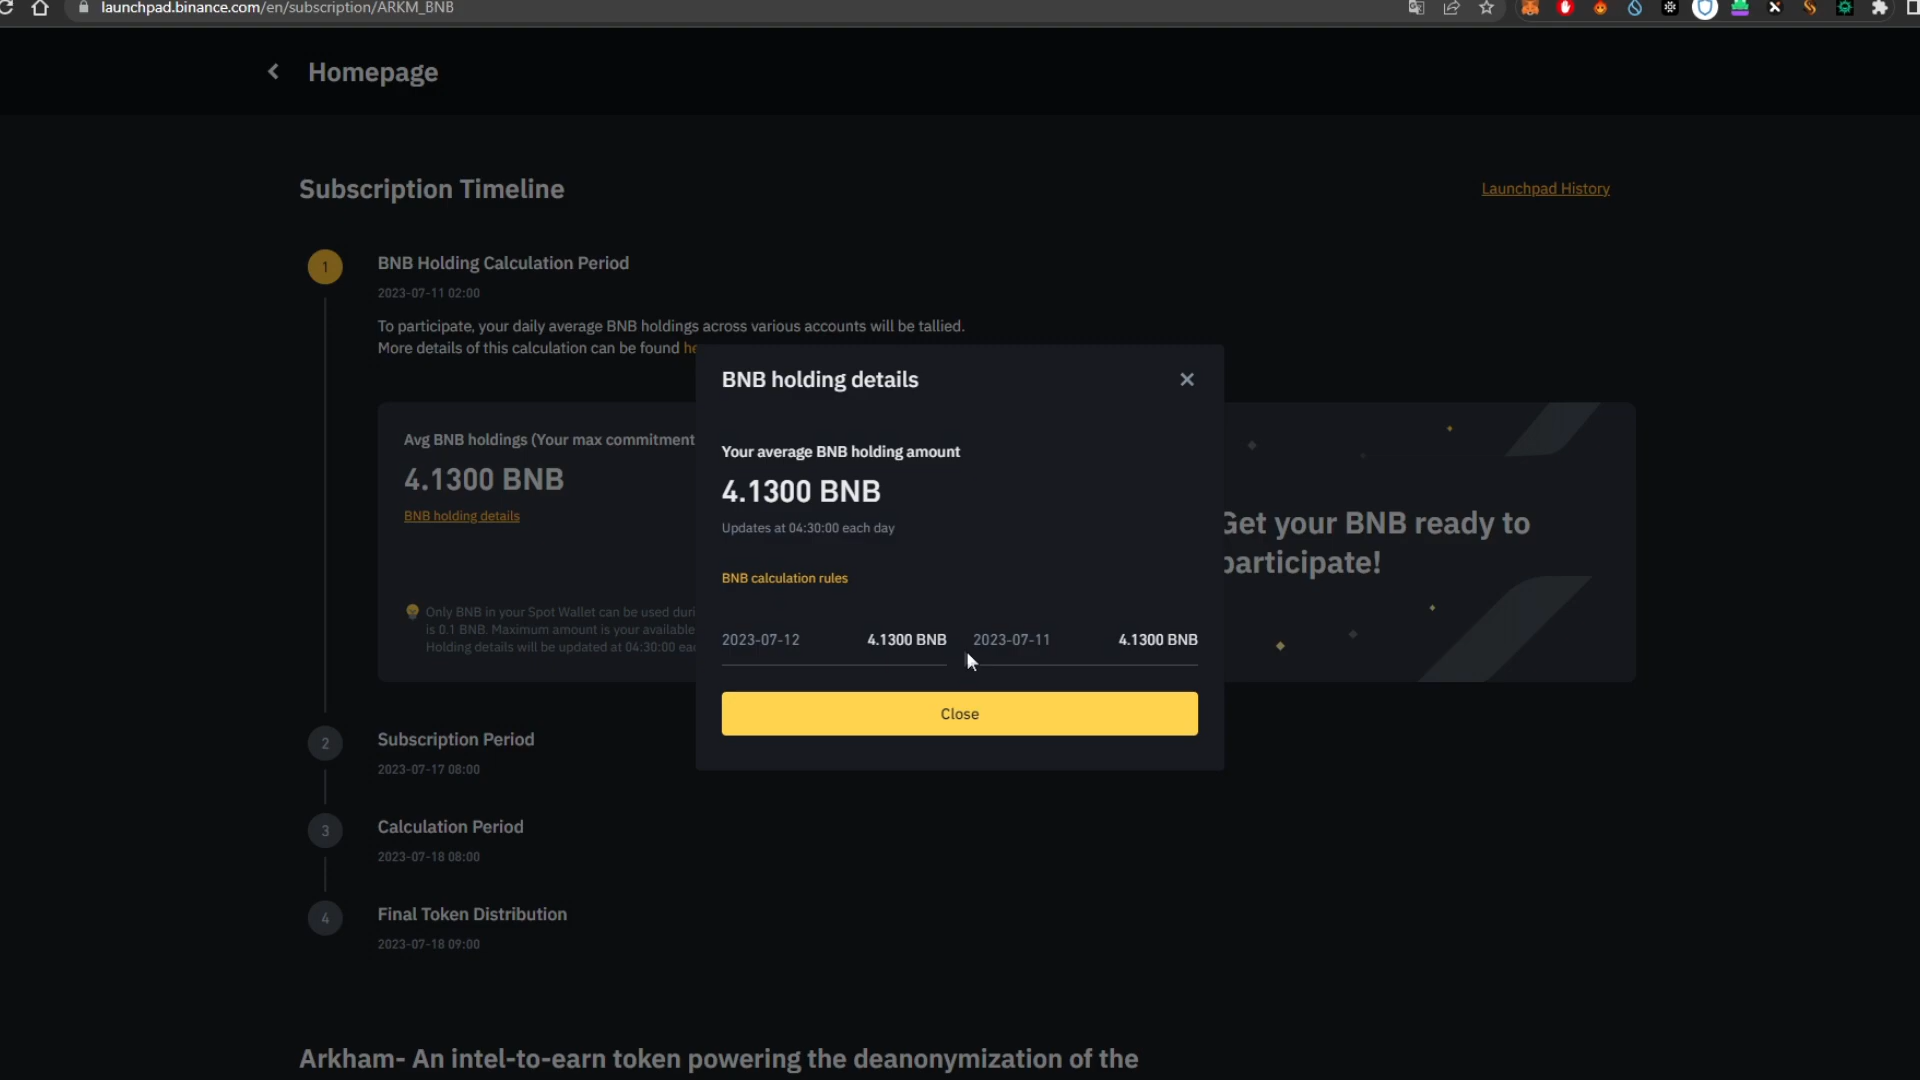 launchpad.binance.com/en/subscription/ARKM_BNB
Homepage
Subscription Timeline
Launchpad History
1
BNB Holding Calculation Period
2023-07-11 02:00
To participate, your daily average BNB holdings across various accounts will be tallied.
More details of this calculation can be found
Avg BNB holdings (Your max commitment
4.1300 BNB
BNB holding details
Only BNB in your Spot Wallet can be used
is 0.1 BNB. Maximum amount is your available
Holding details will be updated at 04:30:00
BNB holding details
Your average BNB holding amount
4.1300 BNB
Updates at 04:30:00 each day
BNB calculation rules
2023-07-12 4.1300 BNB 2023-07-11 4.1300 BNB
Close
Get your BNB ready to
participate!
2
Subscription Period
2023-07-17 08:00
3
Calculation Period
2023-07-18 08:00
4
Final Token Distribution
2023-07-18 09:00
Arkham- An intel-to-earn token powering the deanonymization of the